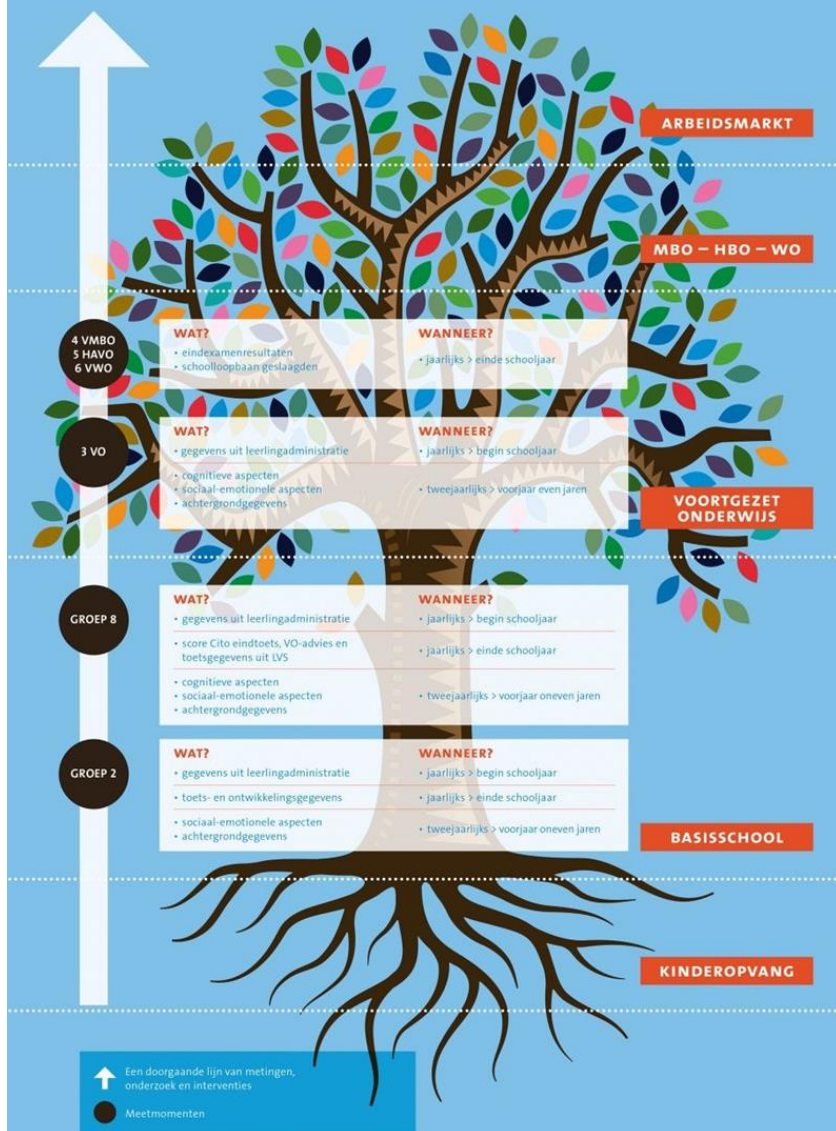 ARBEIDSMARKT
MBO – HBO – WO
4 VMBO
5 HAVO
6 VWO
WAT?
• eindexamenresultaten
• schoolloopbaan geslaagden
WANNEER?
• jaarlijks > einde schooljaar
3 VO
WAT?
• gegevens uit leerlingadministratie
• cognitieve aspecten
• sociaal-emotionele aspecten
• achtergrondgegevens
WANNEER?
• jaarlijks > begin schooljaar
• tweejaarlijks > voorjaar even jaren
VOORTGEZET
ONDERWIJS
GROEP 8
WAT?
• gegevens uit leerlingadministratie
• score Cito eindtoets, VO-advies en
toetsgegevens uit LVS
• cognitieve aspecten
• sociaal-emotionele aspecten
• achtergrondgegevens
WANNEER?
• jaarlijks > begin schooljaar
• jaarlijks > einde schooljaar
• tweejaarlijks > voorjaar oneven jaren
GROEP 2
WAT?
• gegevens uit leerlingadministratie
• toets- en ontwikkelingsgegevens
• sociaal-emotionele aspecten
• achtergrondgegevens
WANNEER?
• jaarlijks > begin schooljaar
• jaarlijks > einde schooljaar
• tweejaarlijks > voorjaar oneven jaren
BASISSCHOOL
KINDEROPVANG
Een doorgaande lijn van metingen,
onderzoek en interventies
Meetmomenten